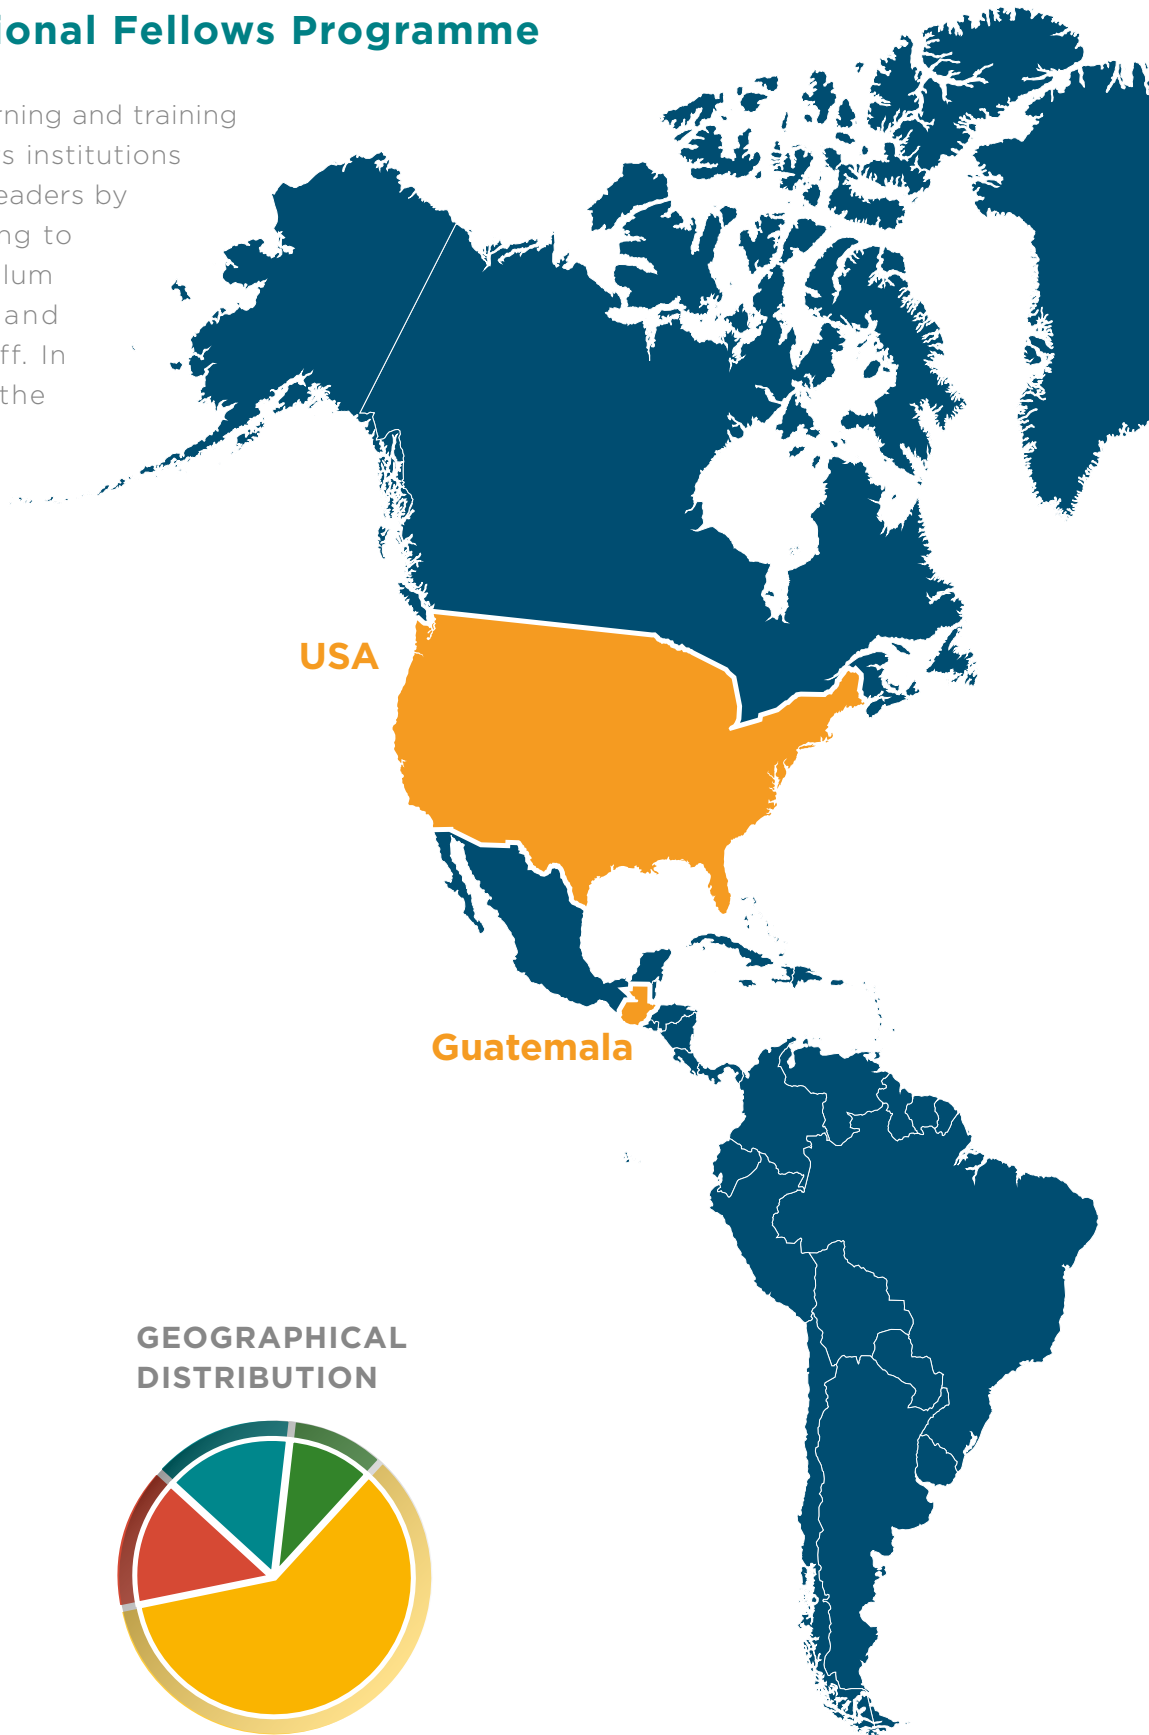 ional Fellows Programme
rning and training
s institutions
eaders by
ng to
lum
and
ff. In
the
USA
Guatemala
GEOGRAPHICAL
DISTRIBUTION